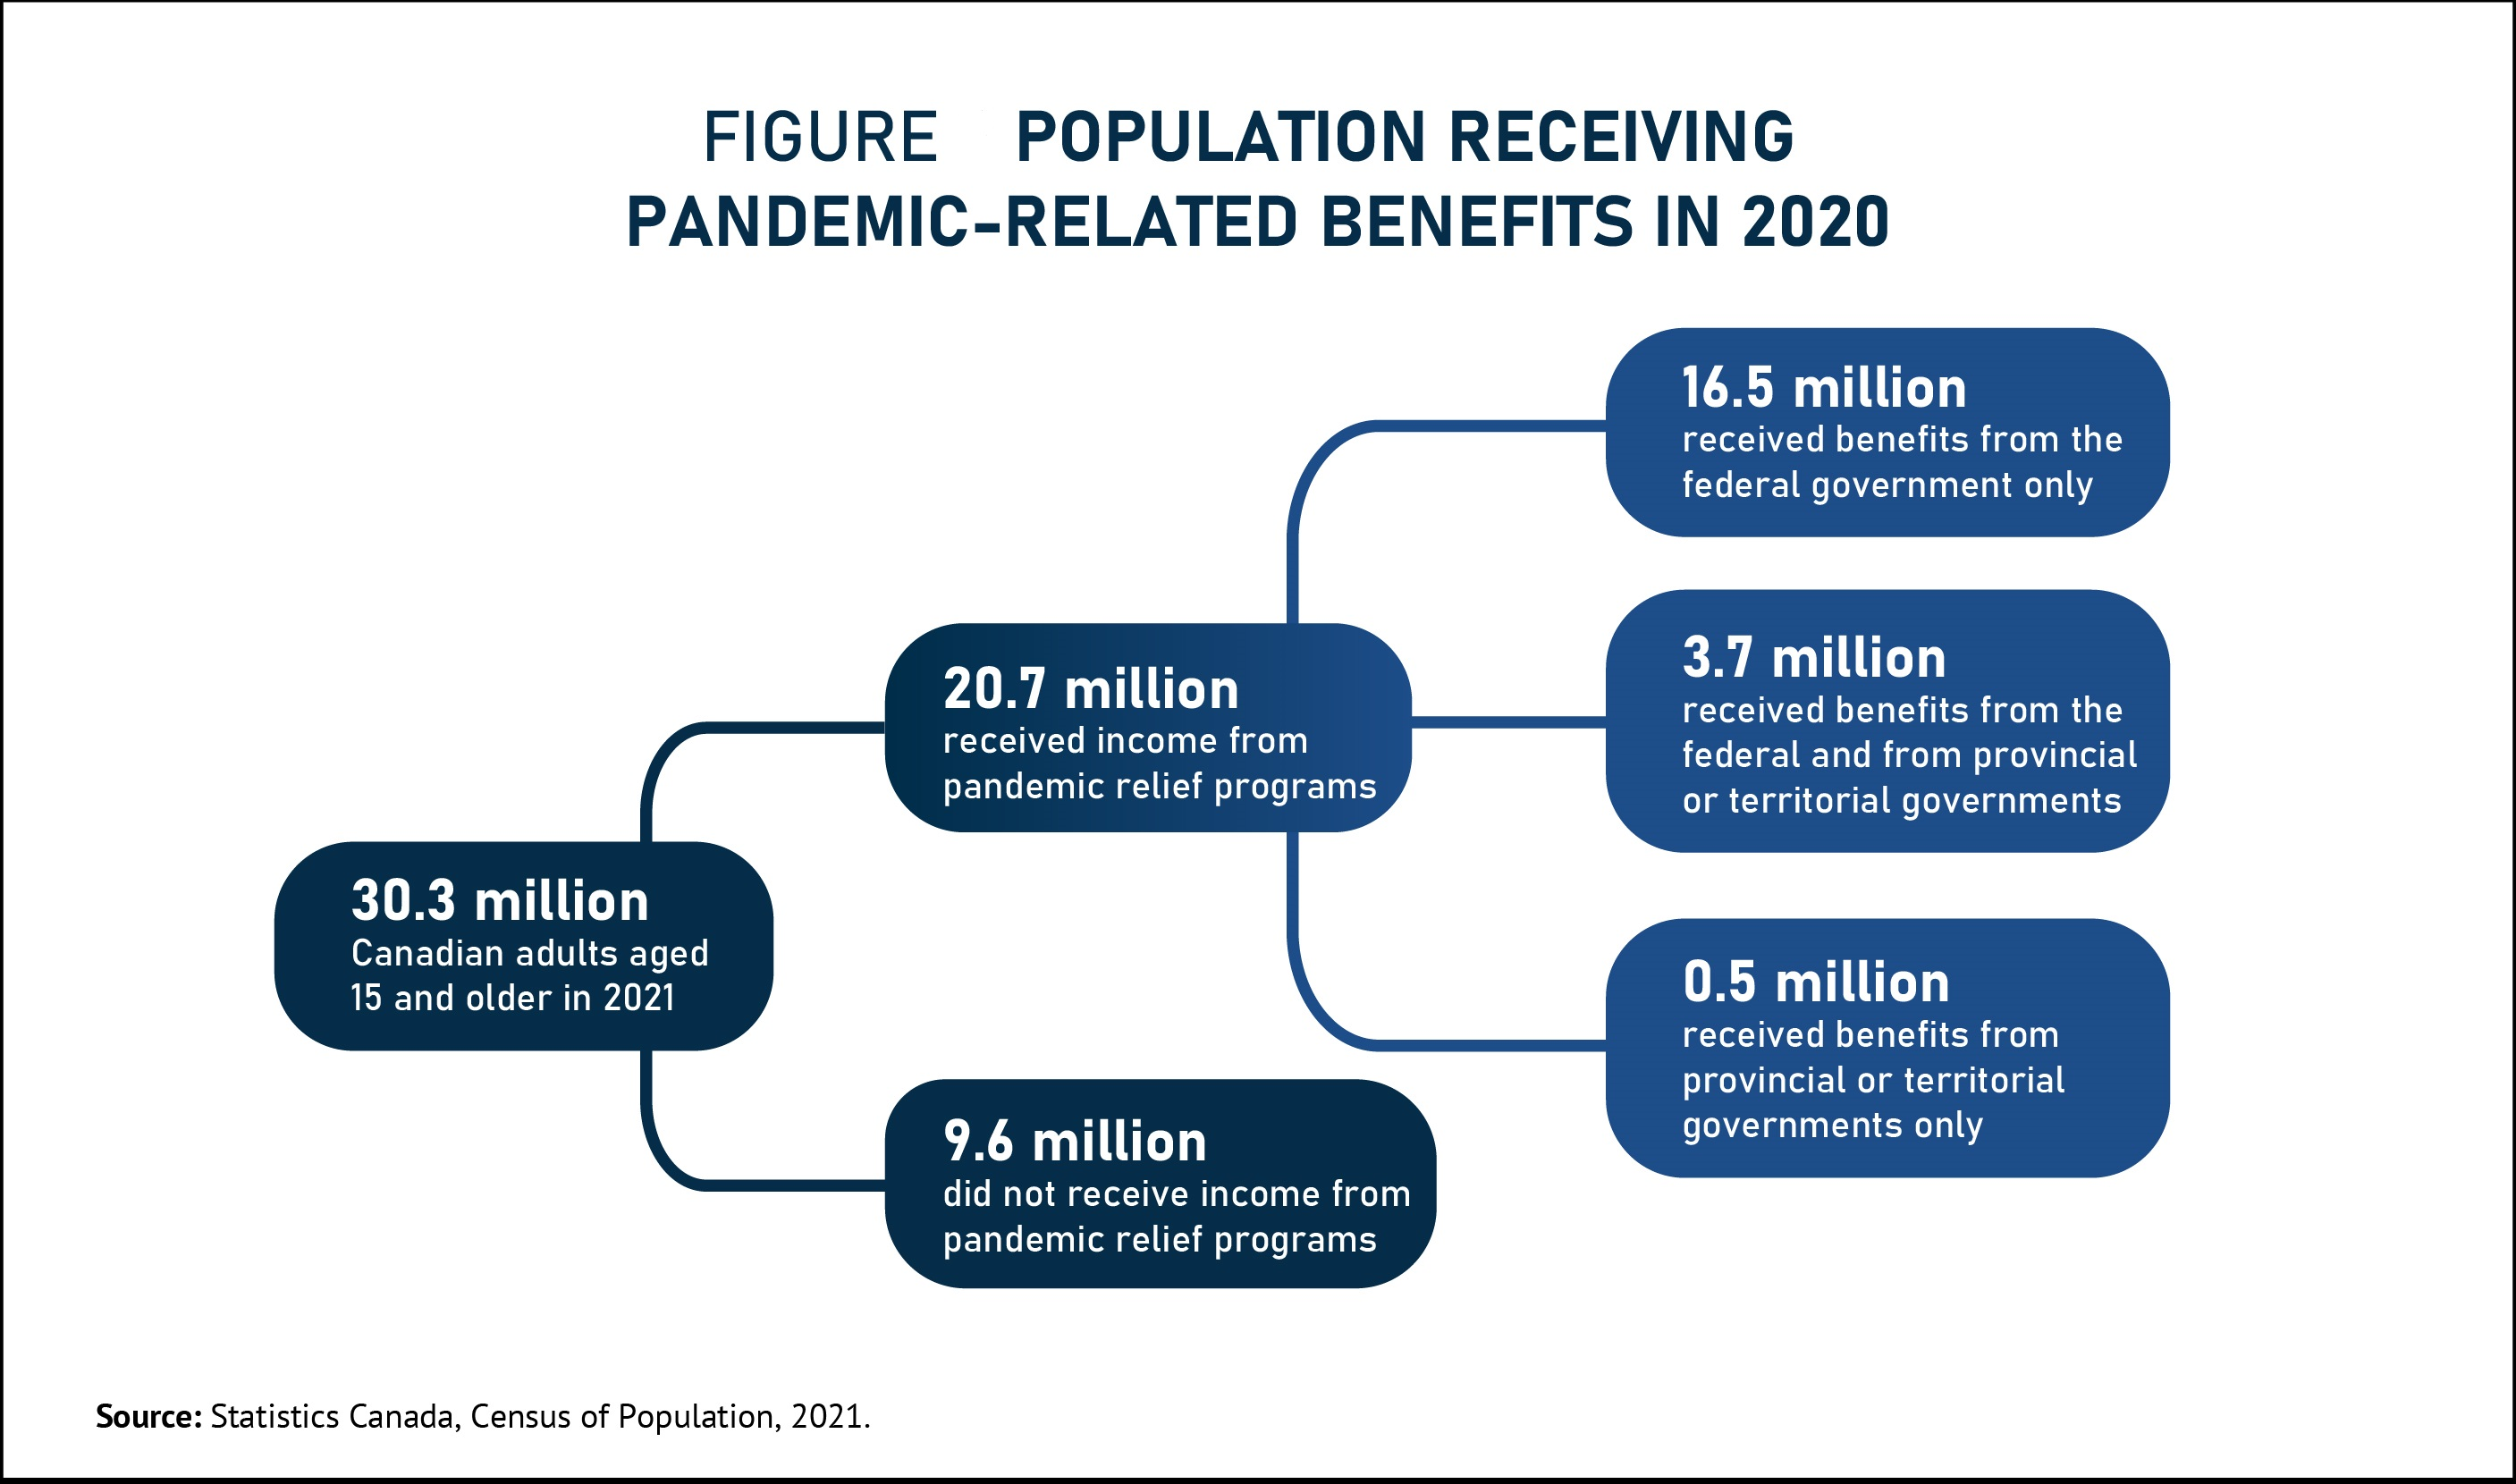 FIGURE POPULATION RECEIVING
PANDEMIC-RELATED BENEFITS IN 2020
30.3 million
Canadian adults aged
15 and older in 2021
20.7 million
received income from
pandemic relief programs
9.6 million
did not receive income from
pandemic relief programs
16.5 million
received benefits from the
federal government only
3.7 million
received benefits from the
federal and from provincial
or territorial governments
0.5 million
received benefits from
provincial or territorial
governments only
Source: Statistics Canada, Census of Population, 2021.